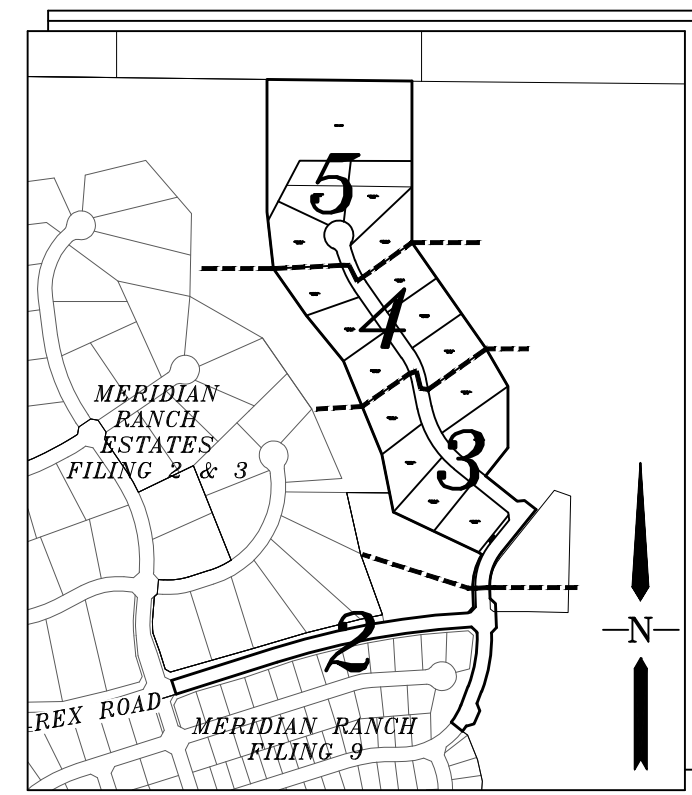 5
4
MERIDIAN
RANCH
ESTATES
FILING 2 & 3
3
N
2
REX ROAD
MERIDIAN RANCH
FILING 9